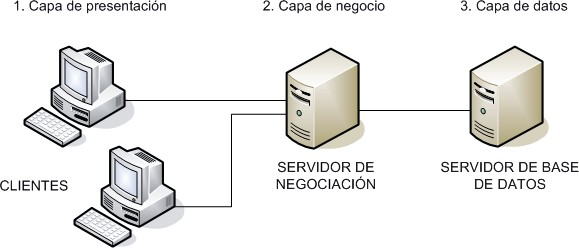 1. Capa de presentación
2. Capa de negocio
3. Capa de datos
CLIENTES
SERVIDOR DE
NEGOCIACIÓN
SERVIDOR DE BASE
DE DATOS